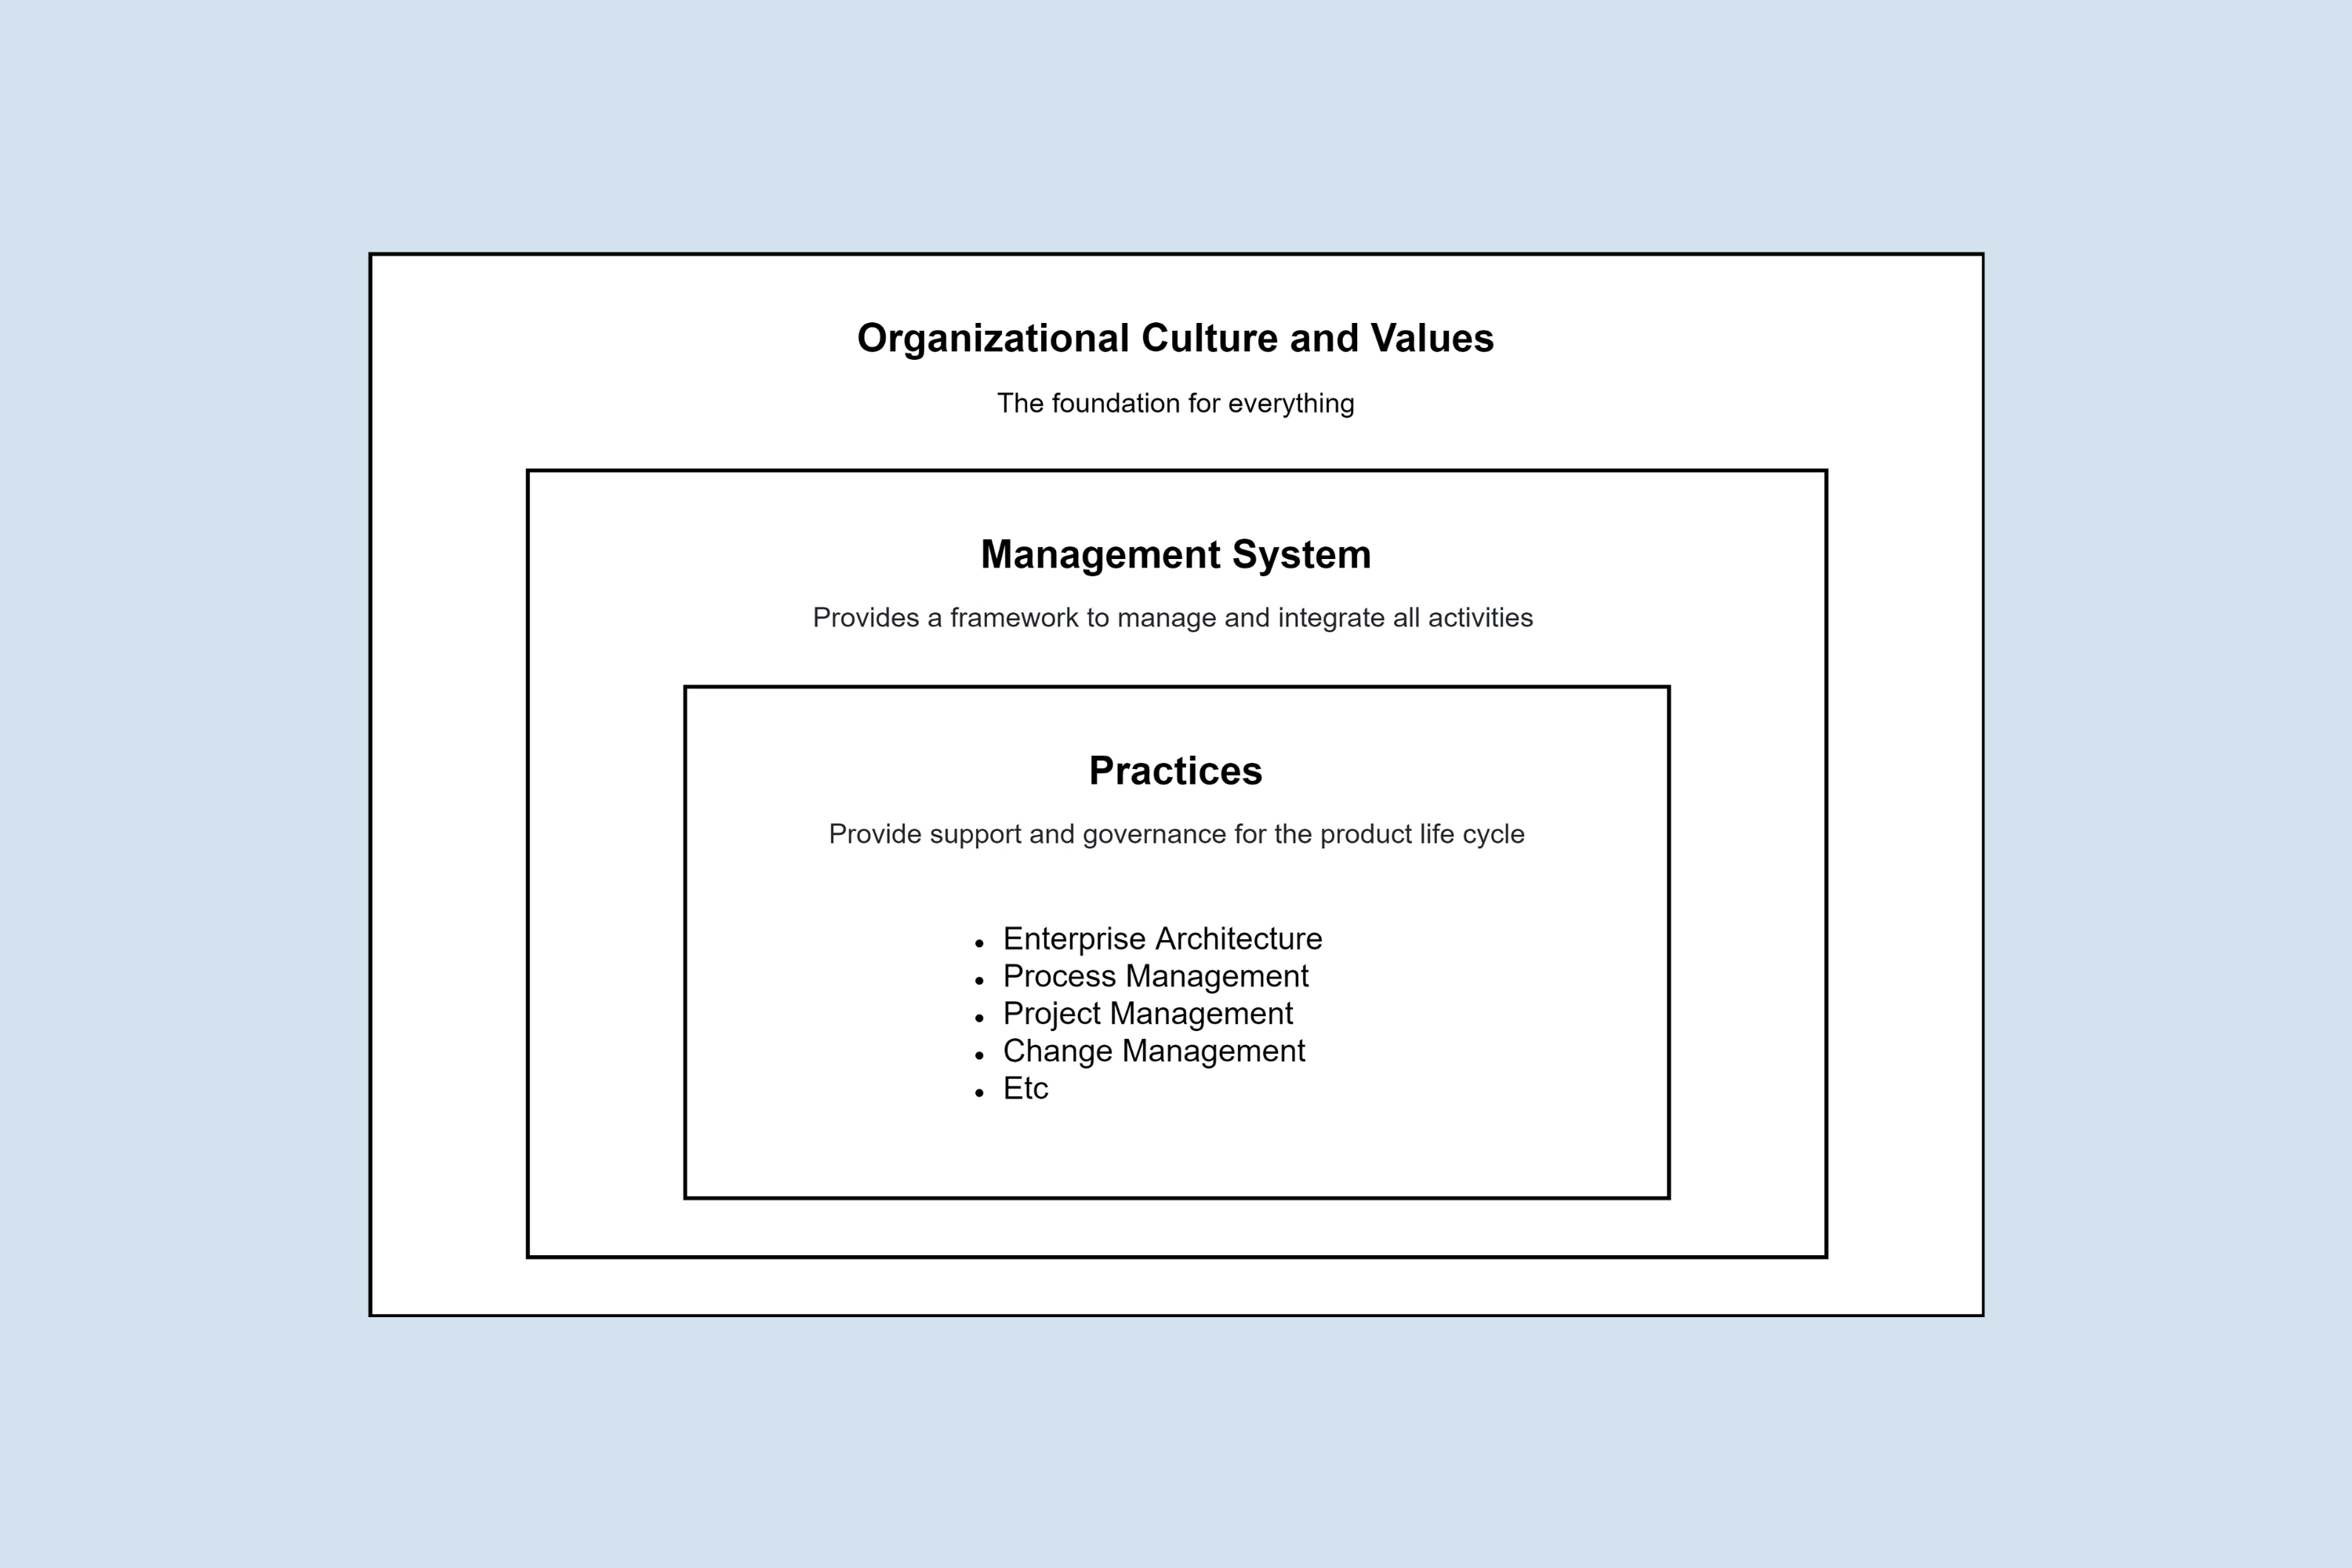 Organizational Culture and Values
The foundation for everything
Management System
Provides a framework to manage and integrate all activities
Practices
Provide support and governance for the product life cycle
• Enterprise Architecture
• Process Management
• Project Management
• Change Management
• Etc